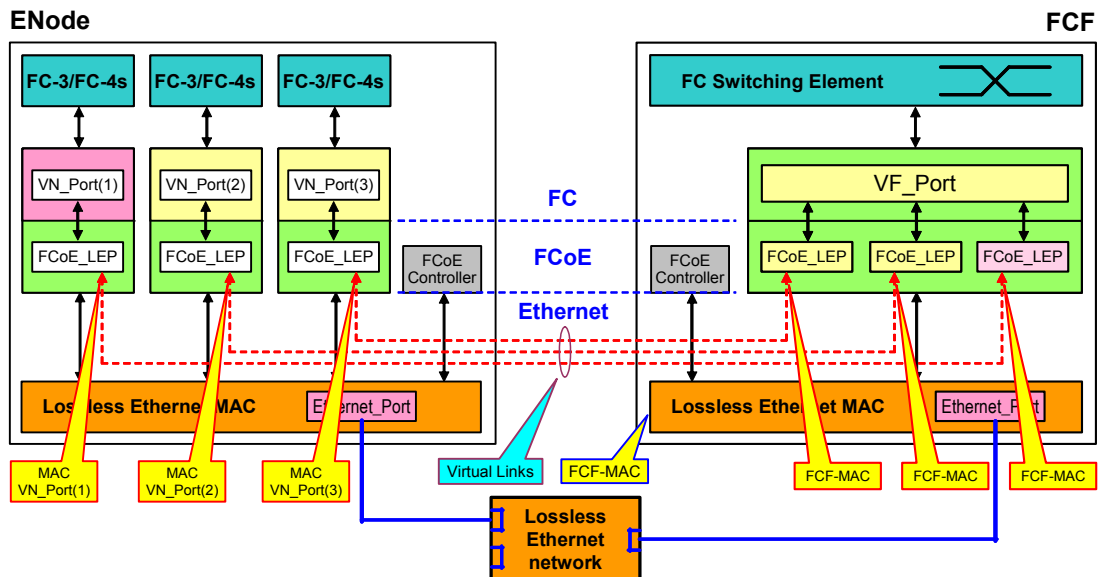 ENode
FCF
FC-3/FC-4s
FC-3/FC-4s
FC-3/FC-4s
FC Switching Element
VN_Port(1)
VN_Port(2)
VN_Port(3)
VF_Port
FC
FCoE_LEP
FCoE_LEP
FCoE_LEP
FCoE
Controller
FCoE
FCoE
Controller
FCoE_LEP
FCoE_LEP
FCoE_LEP
Ethernet
Lossless Ethernet MAC
Ethernet_Port
Lossless Ethernet MAC
Ethernet_Port
MAC
VN_Port(1)
MAC
VN_Port(2)
MAC
VN_Port(3)
Virtual Links
FCF-MAC
FCF-MAC
FCF-MAC
FCF-MAC
Lossless
Ethernet
network